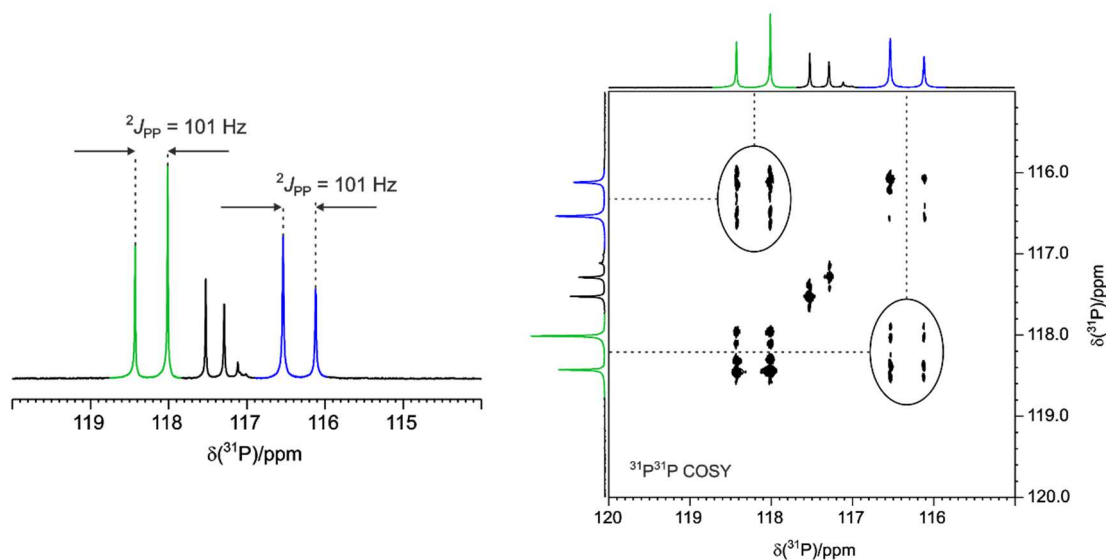 ²J_PP = 101 Hz
²J_PP = 101 Hz
119 118 117 116 115
δ(³¹P)/ppm
116.0
117.0
118.0
119.0
120.0
δ(³¹P)/ppm
³¹P³¹P COSY
120 119 118 117 116
δ(³¹P)/ppm